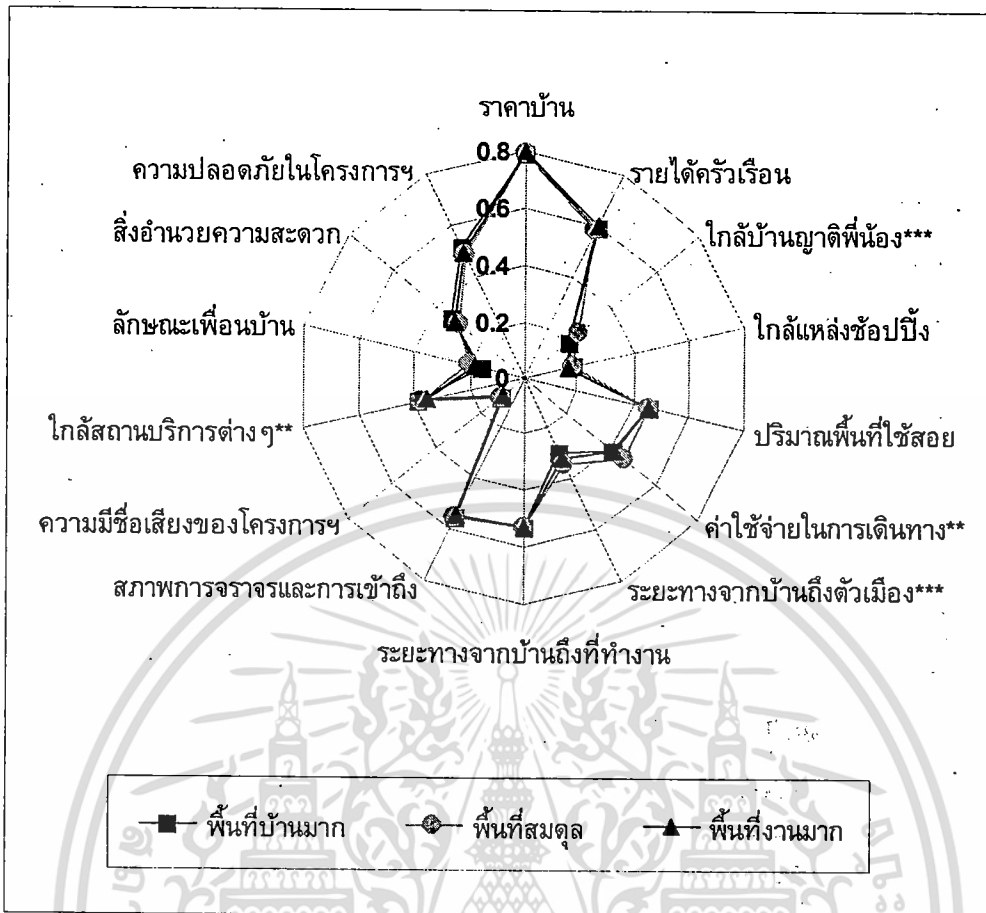 ราคาบ้าน
รายได้ครัวเรือน
ใกล้บ้านญาติพี่น้อง***
ใกล้แหล่งช้อปปิ้ง
ปริมาณพื้นที่ใช้สอย
ค่าใช้จ่ายในการเดินทาง**
ระยะทางจากบ้านถึงตัวเมือง***
ระยะทางจากบ้านถึงที่ทำงาน
สภาพการจราจรและการเข้าถึง
ความมีชื่อเสียงของโครงการฯ
ใกล้สถานบริการต่าง ๆ**
ลักษณะเพื่อนบ้าน
สิ่งอำนวยความสะดวก
ความปลอดภัยในโครงการฯ
0.8
0.6
0.4
0.2
0
พื้นที่บ้านมาก พื้นที่สมดุล พื้นที่งานมาก